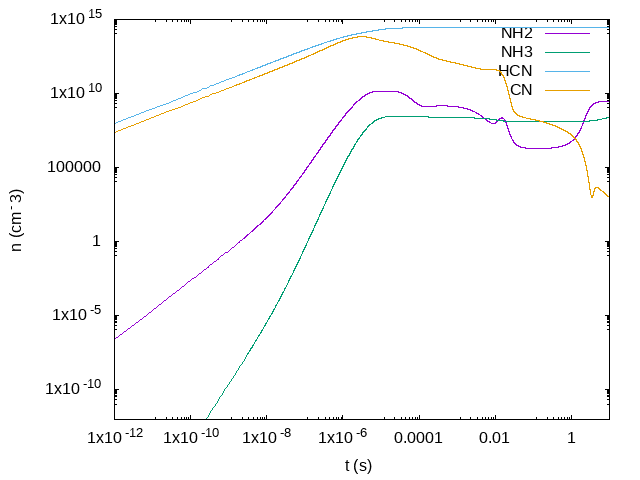 1x10^15
NH2
NH3
HCN
CN
1x10^10
100000
1
1x10^-5
1x10^-10
n (cm^-3)
1x10^-12 1x10^-10 1x10^-8 1x10^-6 0.0001 0.01 1
t (s)